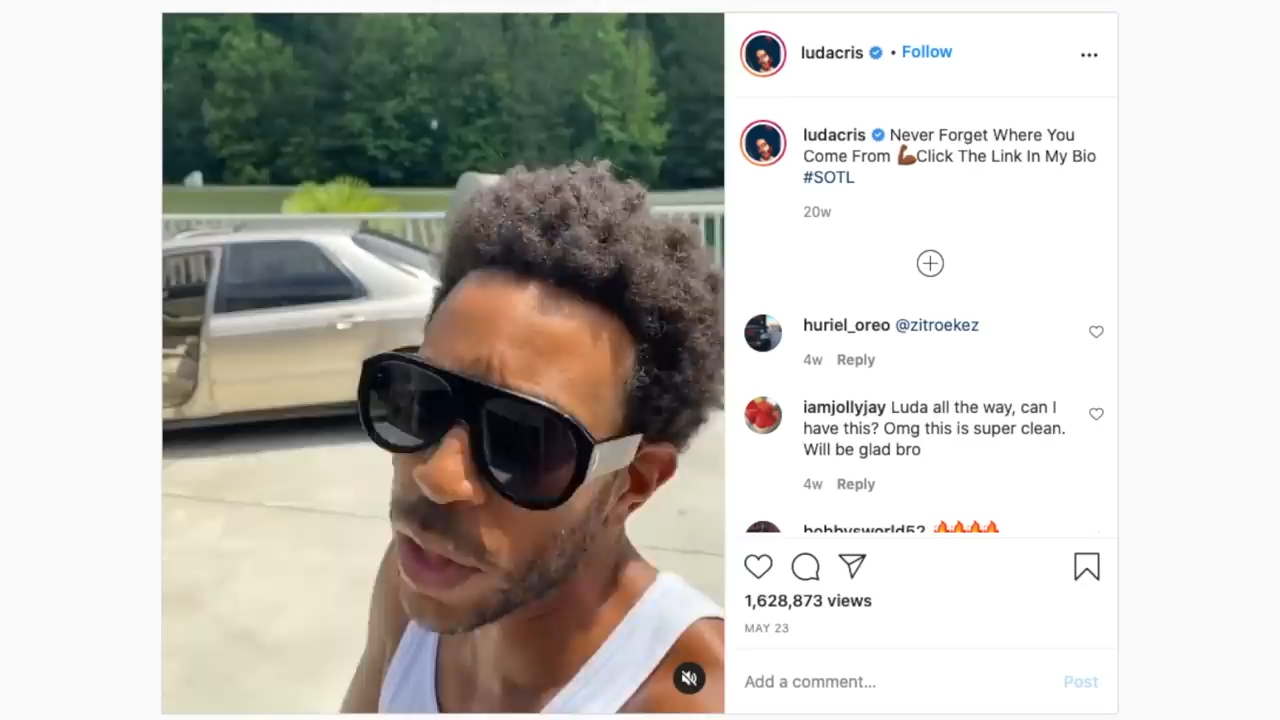 ludacris • Follow
ludacris Never Forget Where You
Come From 💪🏾Click The Link In My Bio
#SOTL
20w
huriel_oreo @zitroekez
4w Reply
iamjollyjay Luda all the way, can I
have this? Omg this is super clean.
Will be glad bro
4w Reply
bobbysworld52 🔥🔥🔥🔥
1,628,873 views
MAY 23
Add a comment... Post